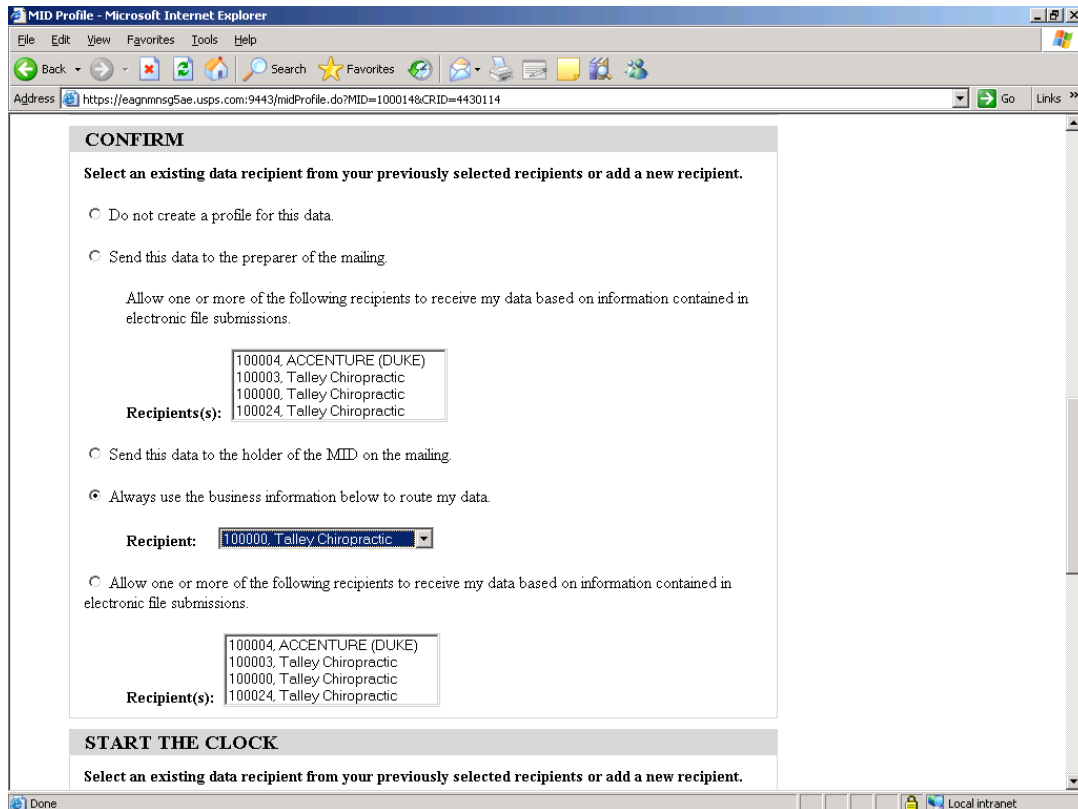 MID Profile - Microsoft Internet Explorer
File Edit View Favorites Tools Help
Back Search Favorites
Address https://eagnmnsg5ae.usps.com:9443/midProfile.do?MID=100014&CRID=4430114 Go Links »
CONFIRM
Select an existing data recipient from your previously selected recipients or add a new recipient.
Do not create a profile for this data.
Send this data to the preparer of the mailing.
Allow one or more of the following recipients to receive my data based on information contained in
electronic file submissions.
100004, ACCENTURE (DUKE)
100003, Talley Chiropractic
100000, Talley Chiropractic
Recipients(s): 100024, Talley Chiropractic
Send this data to the holder of the MID on the mailing.
Always use the business information below to route my data.
Recipient: 100000, Talley Chiropractic
Allow one or more of the following recipients to receive my data based on information contained in
electronic file submissions.
100004, ACCENTURE (DUKE)
100003, Talley Chiropractic
100000, Talley Chiropractic
Recipient(s): 100024, Talley Chiropractic
START THE CLOCK
Select an existing data recipient from your previously selected recipients or add a new recipient.
Done Local intranet